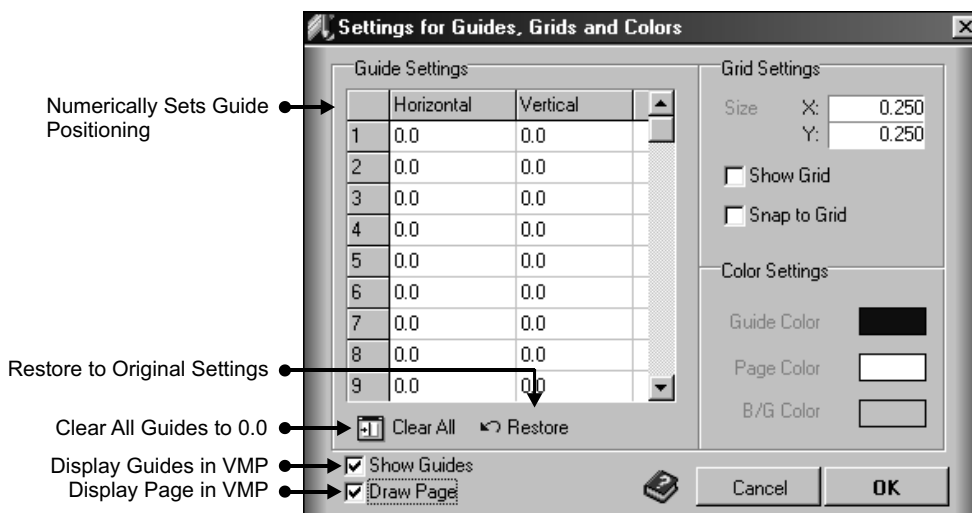 Settings for Guides, Grids and Colors
Guide Settings
Horizontal Vertical
1 0.0 0.0
2 0.0 0.0
3 0.0 0.0
4 0.0 0.0
5 0.0 0.0
6 0.0 0.0
7 0.0 0.0
8 0.0 0.0
9 0.0 0.0
Clear All Restore
Show Guides
Draw Page
Grid Settings
Size X: 0.250
Y: 0.250
Show Grid
Snap to Grid
Color Settings
Guide Color
Page Color
B/G Color
Cancel OK
Numerically Sets Guide
Positioning
Restore to Original Settings
Clear All Guides to 0.0
Display Guides in VMP
Display Page in VMP